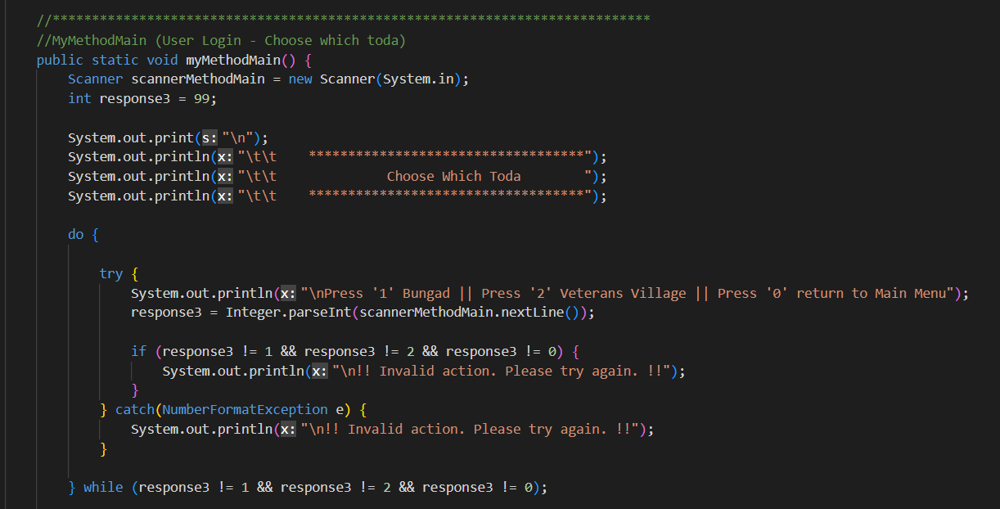 //****************************************************************************
//MyMethodMain (User Login - Choose which toda)
public static void myMethodMain() {
Scanner scannerMethodMain = new Scanner(System.in);
int response3 = 99;
System.out.print(s: "\n");
System.out.println(x: "\t\t    ***********************************");
System.out.println(x: "\t\t              Choose Which Toda        ");
System.out.println(x: "\t\t    ***********************************");
do {
try {
System.out.println(x: "\nPress '1' Bungad || Press '2' Veterans Village || Press '0' return to Main Menu");
response3 = Integer.parseInt(scannerMethodMain.nextLine());
if (response3 != 1 && response3 != 2 && response3 != 0) {
System.out.println(x: "\n!! Invalid action. Please try again. !!");
}
} catch(NumberFormatException e) {
System.out.println(x: "\n!! Invalid action. Please try again. !!");
}
} while (response3 != 1 && response3 != 2 && response3 != 0);